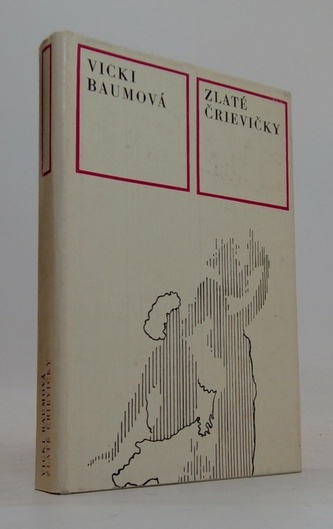 VICKI
BAUMOVÁ
ZLATÉ
ČRIEVIČKY
VICKI BAUMOVÁ
ZLATÉ ČRIEVIČKY